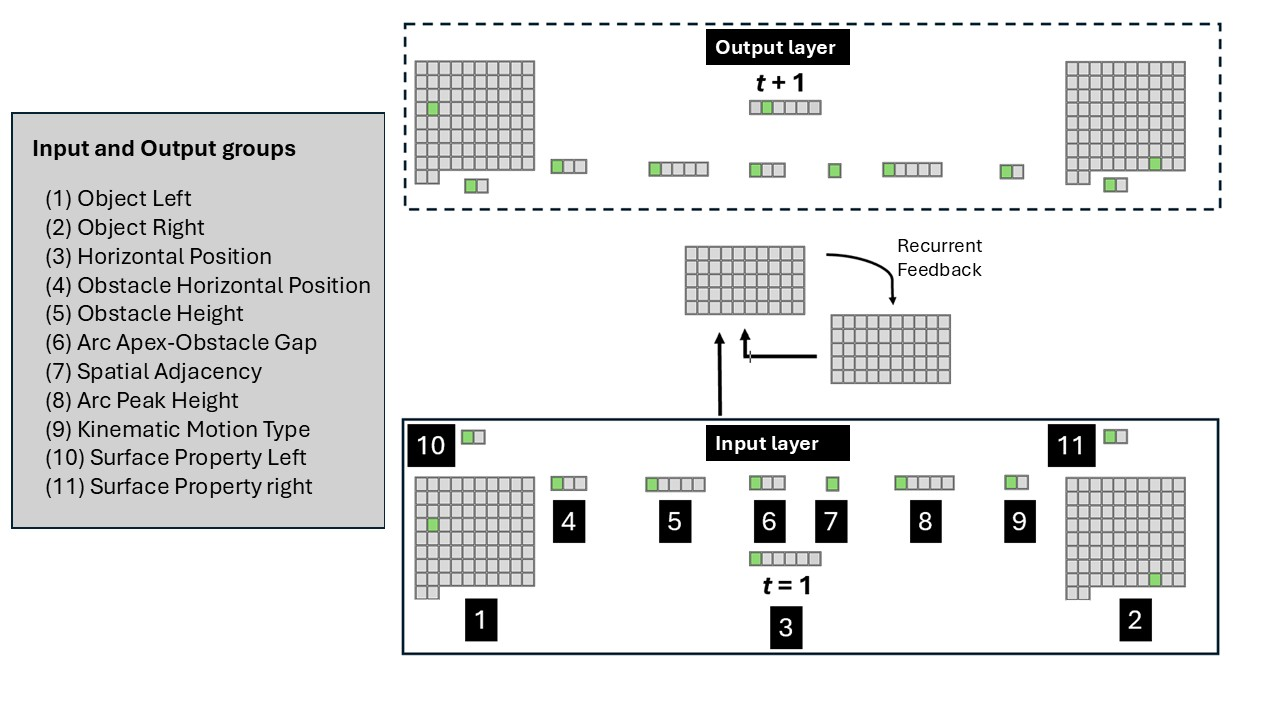 Output layer
t + 1
Input and Output groups
(1) Object Left
(2) Object Right
(3) Horizontal Position
(4) Obstacle Horizontal Position
(5) Obstacle Height
(6) Arc Apex-Obstacle Gap
(7) Spatial Adjacency
(8) Arc Peak Height
(9) Kinematic Motion Type
(10) Surface Property Left
(11) Surface Property right
Recurrent
Feedback
10
Input layer
11
4
5
6
7
8
9
t = 1
1
3
2